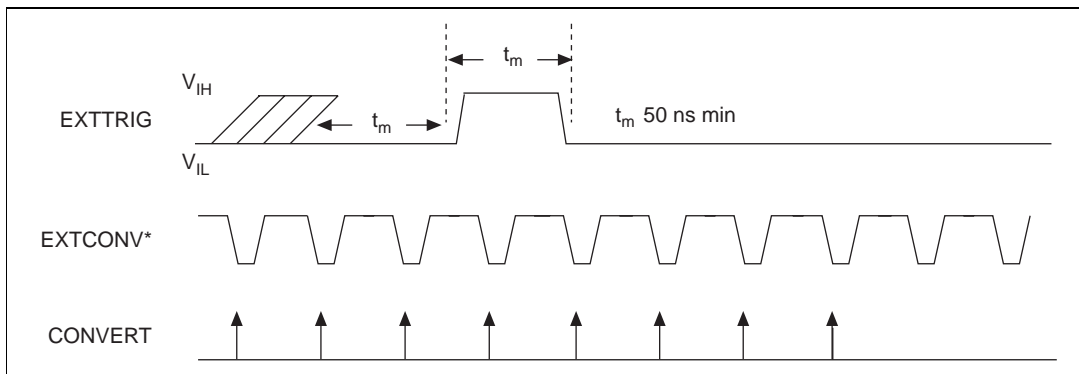 t_m
V_IH
EXTTRIG
t_m
t_m 50 ns min
V_IL
EXTCONV*
CONVERT